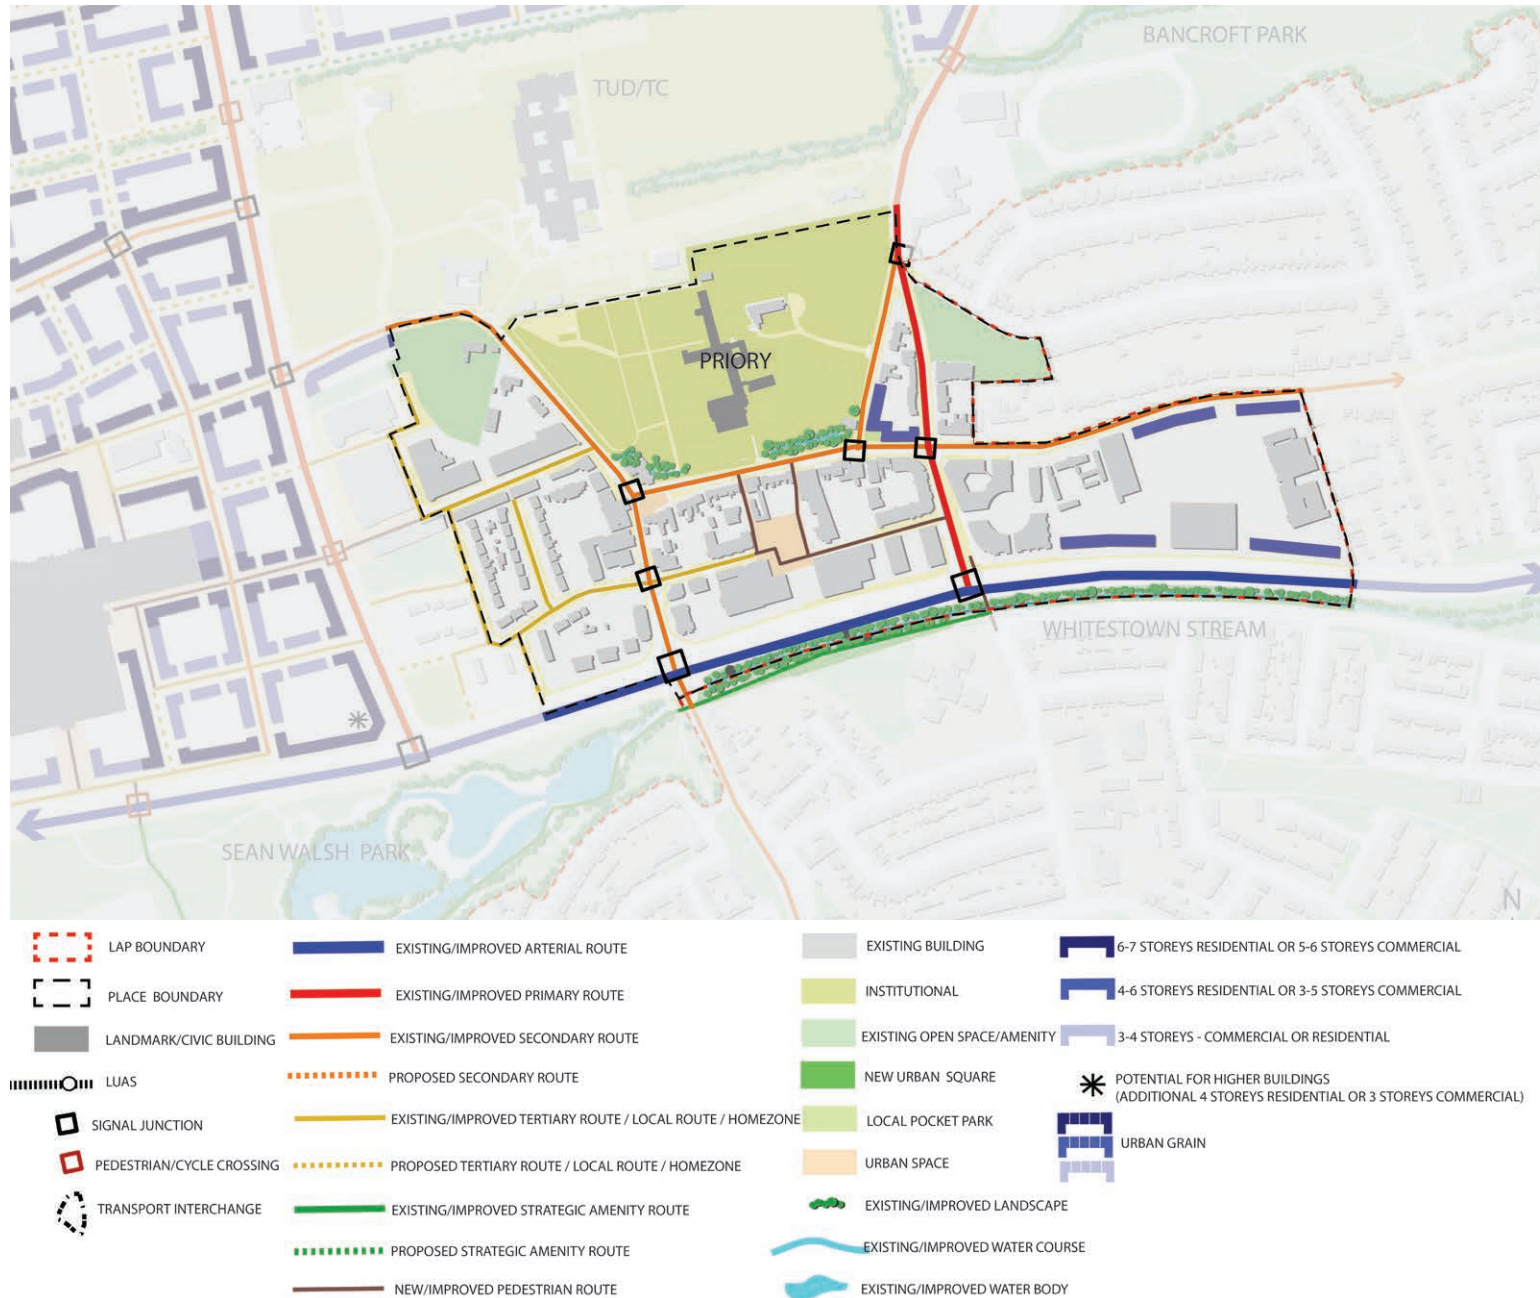 BANCROFT PARK
TUD/TC
PRIORY
WHITESTOWN STREAM
SEAN WALSH PARK
N
LAP BOUNDARY
PLACE BOUNDARY
LANDMARK/CIVIC BUILDING
LUAS
SIGNAL JUNCTION
PEDESTRIAN/CYCLE CROSSING
TRANSPORT INTERCHANGE
EXISTING/IMPROVED ARTERIAL ROUTE
EXISTING/IMPROVED PRIMARY ROUTE
EXISTING/IMPROVED SECONDARY ROUTE
PROPOSED SECONDARY ROUTE
EXISTING/IMPROVED TERTIARY ROUTE / LOCAL ROUTE / HOMEZONE
PROPOSED TERTIARY ROUTE / LOCAL ROUTE / HOMEZONE
EXISTING/IMPROVED STRATEGIC AMENITY ROUTE
PROPOSED STRATEGIC AMENITY ROUTE
NEW/IMPROVED PEDESTRIAN ROUTE
EXISTING BUILDING
INSTITUTIONAL
EXISTING OPEN SPACE/AMENITY
NEW URBAN SQUARE
LOCAL POCKET PARK
URBAN SPACE
EXISTING/IMPROVED LANDSCAPE
EXISTING/IMPROVED WATER COURSE
EXISTING/IMPROVED WATER BODY
6-7 STOREYS RESIDENTIAL OR 5-6 STOREYS COMMERCIAL
4-6 STOREYS RESIDENTIAL OR 3-5 STOREYS COMMERCIAL
3-4 STOREYS - COMMERCIAL OR RESIDENTIAL
POTENTIAL FOR HIGHER BUILDINGS
(ADDITIONAL 4 STOREYS RESIDENTIAL OR 3 STOREYS COMMERCIAL)
URBAN GRAIN